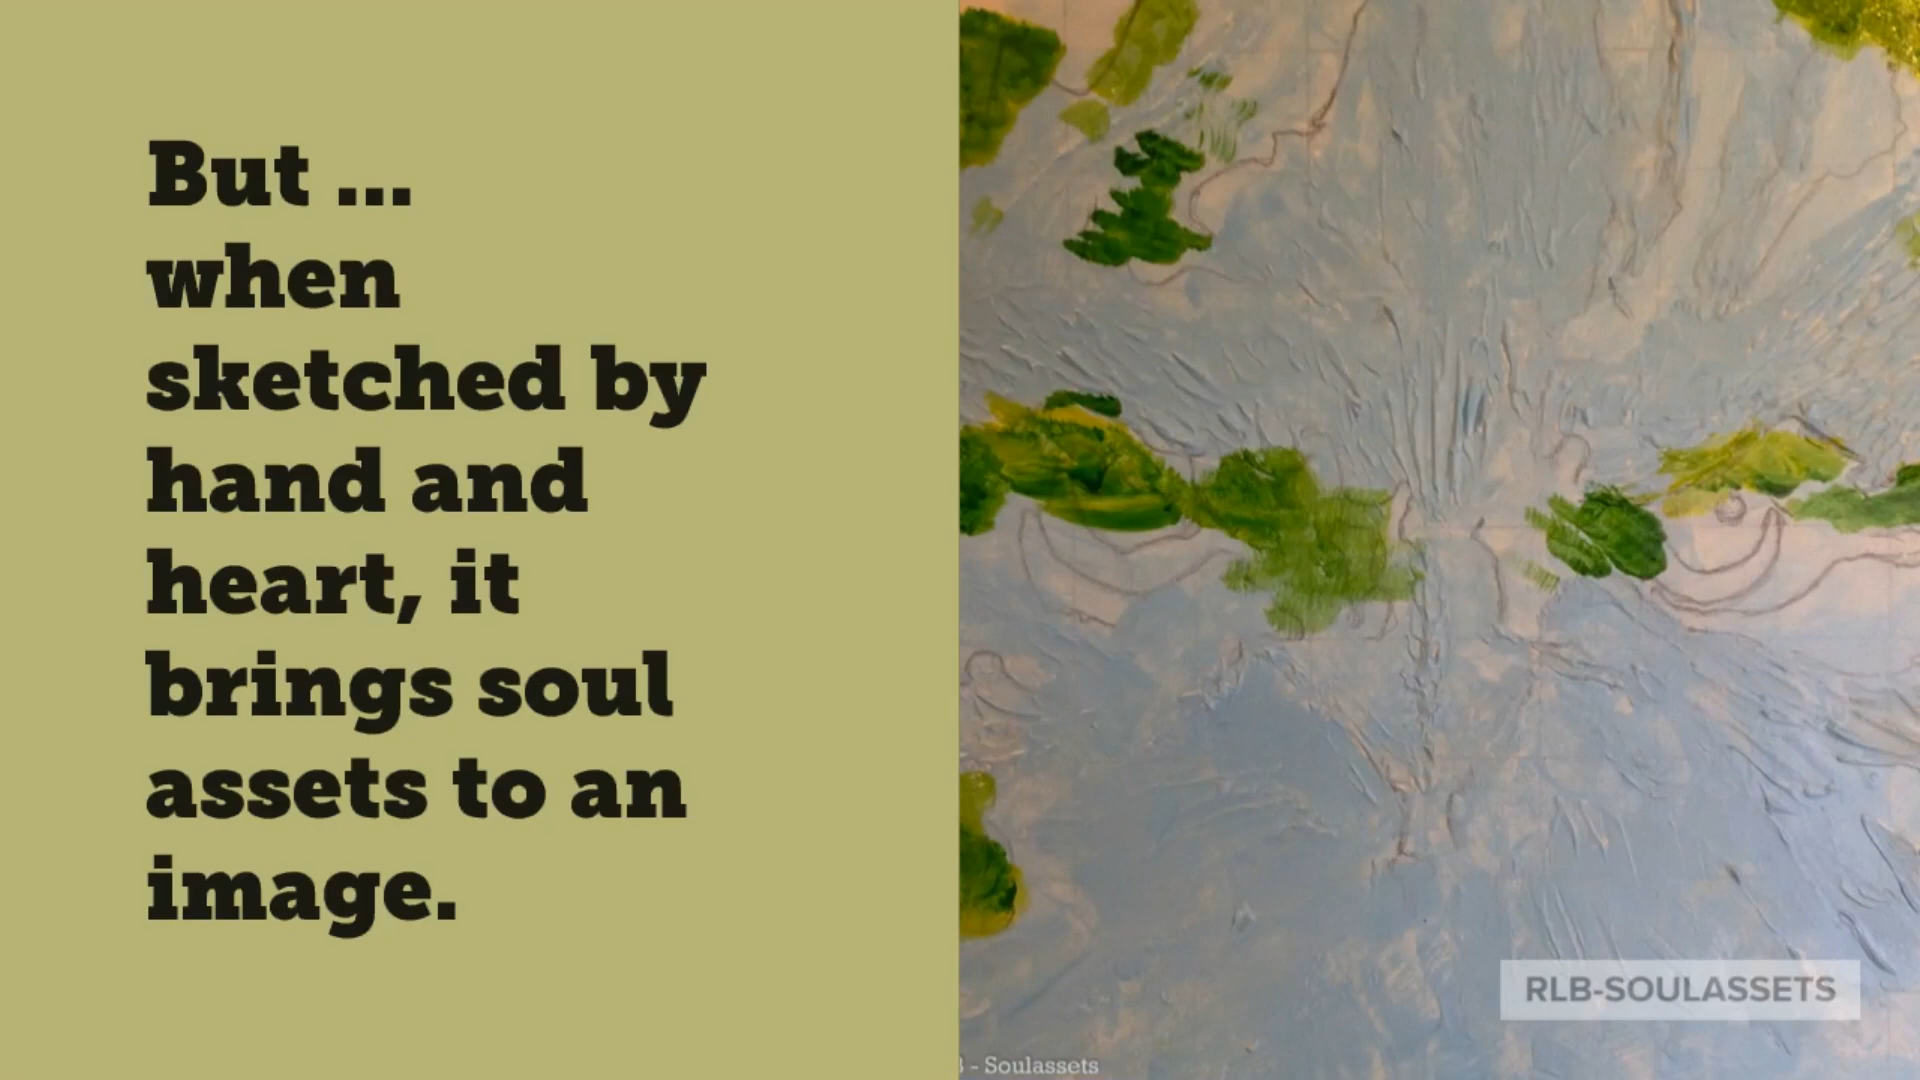 But ...
when
sketched by
hand and
heart, it
brings soul
assets to an
image.
RLB-SOULASSETS
- Soulassets